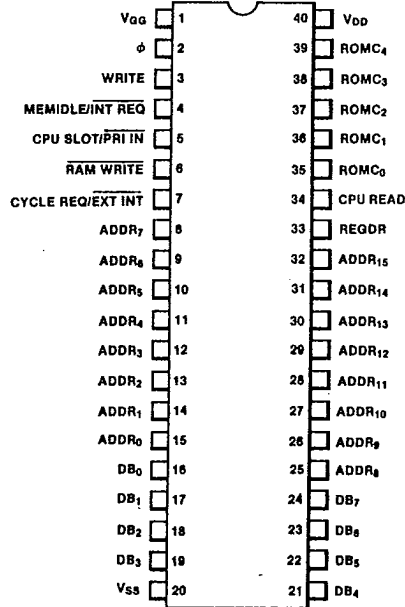 VGG 1 40 VDD
ϕ 2 39 ROMC4
WRITE 3 38 ROMC3
MEMIDLE/INT REQ 4 37 ROMC2
CPU SLOT/PRI IN 5 36 ROMC1
RAM WRITE 6 35 ROMC0
CYCLE REQ/EXT INT 7 34 CPU READ
ADDR7 8 33 REGDR
ADDR6 9 32 ADDR15
ADDR5 10 31 ADDR14
ADDR4 11 30 ADDR13
ADDR3 12 29 ADDR12
ADDR2 13 28 ADDR11
ADDR1 14 27 ADDR10
ADDR0 15 26 ADDR9
DB0 16 25 ADDR8
DB1 17 24 DB7
DB2 18 23 DB6
DB3 19 22 DB5
VSS 20 21 DB4